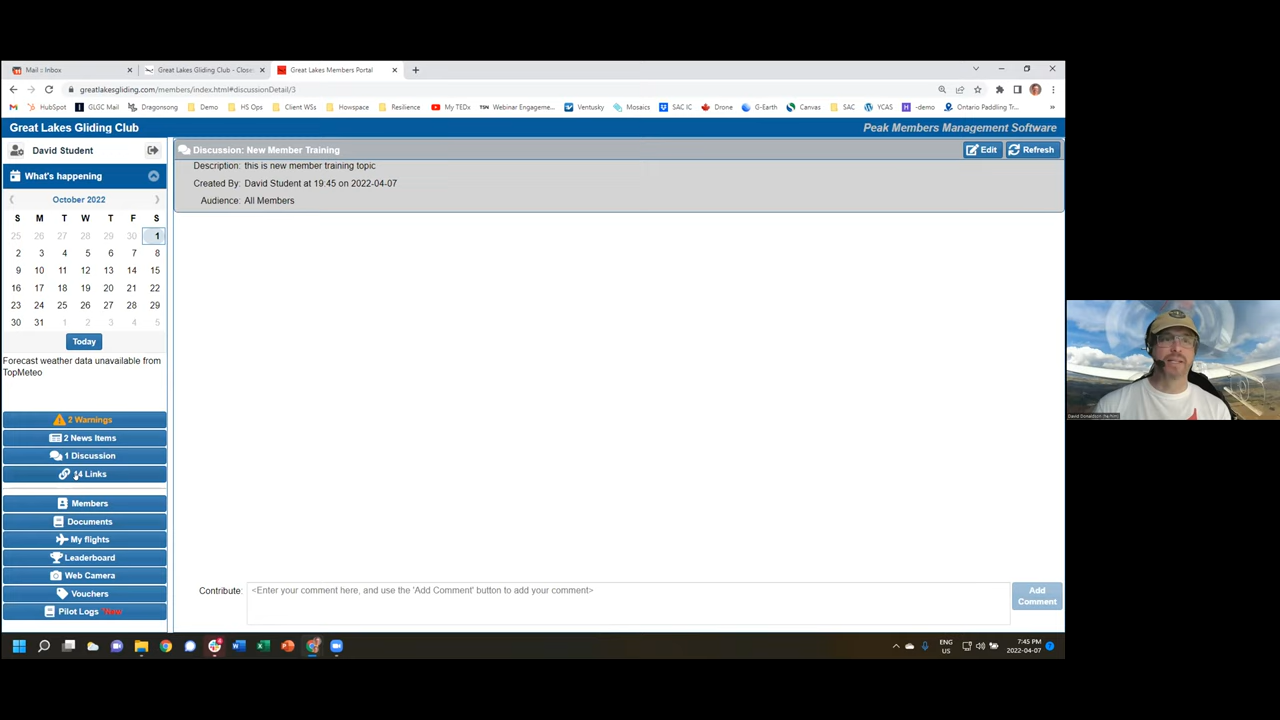 Mail :: Inbox
Great Lakes Gliding Club - Close
Great Lakes Members Portal
greatlakesgliding.com/members/index.html#discussionDetail/3
HubSpot
GLGC Mail
Dragonsong
Demo
HS Ops
Client WSs
Howspace
Resilience
My TEDx
TSN Webinar Engageme...
Ventusky
Mosaics
SAC IC
Drone
G-Earth
Canvas
SAC
YCAS
-demo
Ontario Paddling Tr...
Great Lakes Gliding Club
Peak Members Management Software
David Student
Discussion: New Member Training
Edit
Refresh
Description: this is new member training topic
Created By: David Student at 19:45 on 2022-04-07
Audience: All Members
What's happening
October 2022
S M T W T F S
25 26 27 28 29 30 1
2 3 4 5 6 7 8
9 10 11 12 13 14 15
16 17 18 19 20 21 22
23 24 25 26 27 28 29
30 31 1 2 3 4 5
Today
Forecast weather data unavailable from
TopMeteo
2 Warnings
2 News Items
1 Discussion
14 Links
Members
Documents
My flights
Leaderboard
Web Camera
Vouchers
Pilot Logs *New
Contribute: <Enter your comment here, and use the 'Add Comment' button to add your comment>
Add
Comment
ENG
US
7:45 PM
2022-04-07
David Donaldson